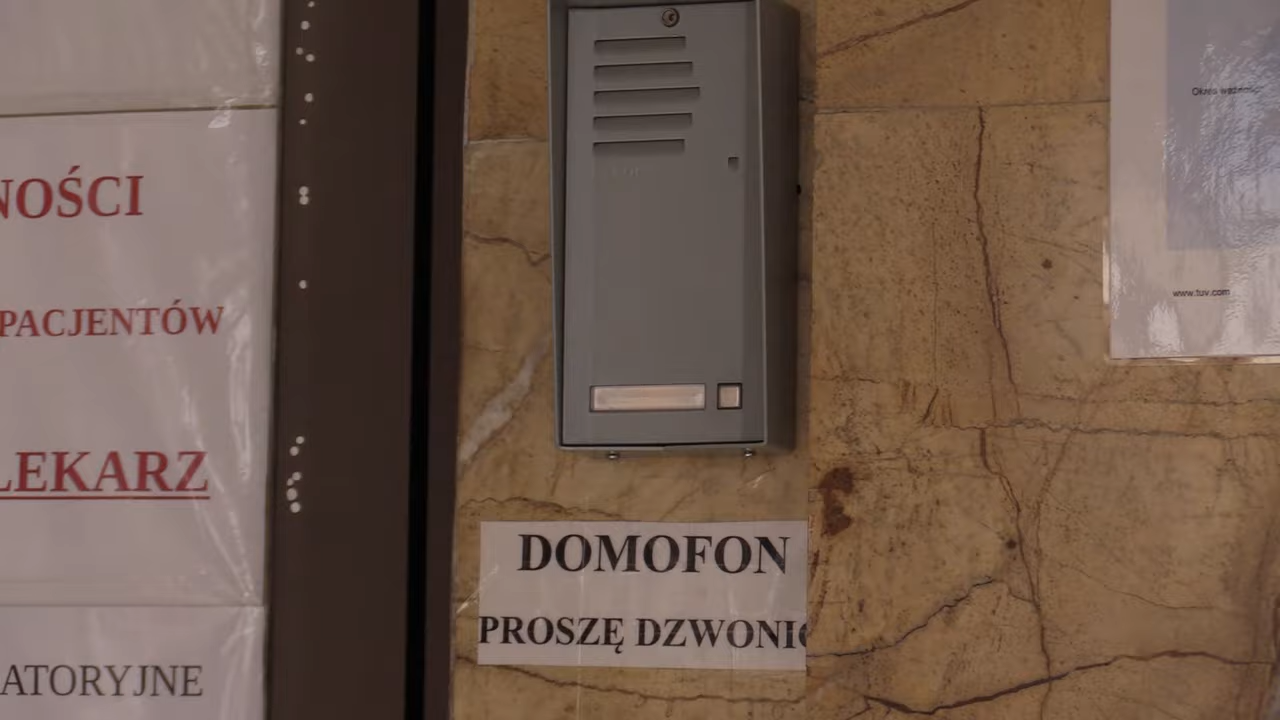 NOŚCI
PACJENTÓW
LEKARZ
ATORYJNE
DOMOFON
PROSZĘ DZWONIĆ
www.tuv.com